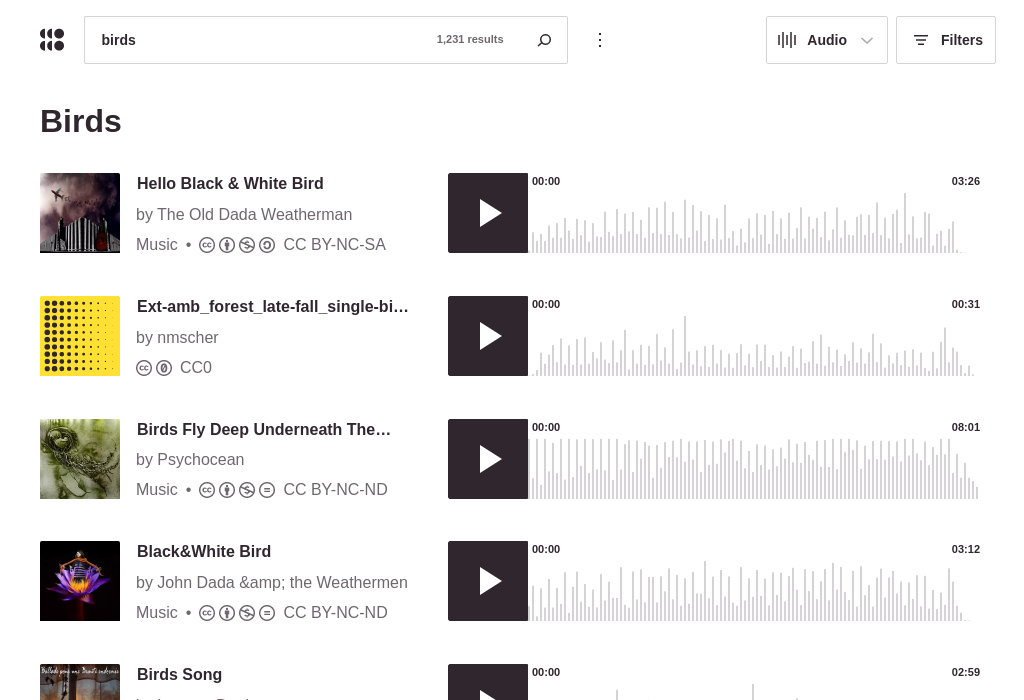 birds 1,231 results Audio Filters
Birds
Hello Black & White Bird
by The Old Dada Weatherman
Music • CC BY-NC-SA
00:00 03:26
Ext-amb_forest_late-fall_single-bi...
by nmscher
CC0
00:00 00:31
Birds Fly Deep Underneath The...
by Psychocean
Music • CC BY-NC-ND
00:00 08:01
Black&White Bird
by John Dada &amp; the Weathermen
Music • CC BY-NC-ND
00:00 03:12
Birds Song
00:00 02:59